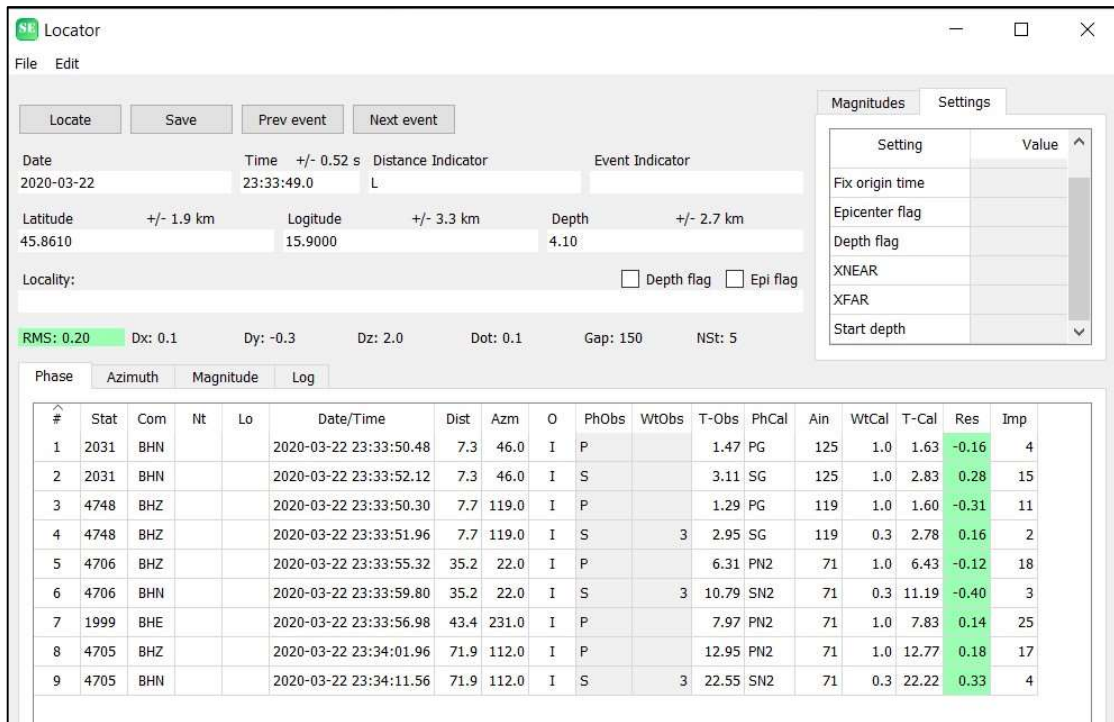 SE Locator
File Edit
Magnitudes Settings
Locate Save Prev event Next event
Setting Value
Date Time +/- 0.52 s Distance Indicator Event Indicator
2020-03-22 23:33:49.0 L
Fix origin time
Epicenter flag
Latitude +/- 1.9 km Logitude +/- 3.3 km Depth +/- 2.7 km
45.8610 15.9000 4.10
Depth flag
XNEAR
Locality: Depth flag Epi flag
XFAR
Start depth
RMS: 0.20 Dx: 0.1 Dy: -0.3 Dz: 2.0 Dot: 0.1 Gap: 150 NSt: 5
Phase Azimuth Magnitude Log
# Stat Com Nt Lo Date/Time Dist Azm O PhObs WtObs T-Obs PhCal Ain WtCal T-Cal Res Imp
1 2031 BHN 2020-03-22 23:33:50.48 7.3 46.0 I P 1.47 PG 125 1.0 1.63 -0.16 4
2 2031 BHN 2020-03-22 23:33:52.12 7.3 46.0 I S 3.11 SG 125 1.0 2.83 0.28 15
3 4748 BHZ 2020-03-22 23:33:50.30 7.7 119.0 I P 1.29 PG 119 1.0 1.60 -0.31 11
4 4748 BHZ 2020-03-22 23:33:51.96 7.7 119.0 I S 3 2.95 SG 119 0.3 2.78 0.16 2
5 4706 BHZ 2020-03-22 23:33:55.32 35.2 22.0 I P 6.31 PN2 71 1.0 6.43 -0.12 18
6 4706 BHN 2020-03-22 23:33:59.80 35.2 22.0 I S 3 10.79 SN2 71 0.3 11.19 -0.40 3
7 1999 BHE 2020-03-22 23:33:56.98 43.4 231.0 I P 7.97 PN2 71 1.0 7.83 0.14 25
8 4705 BHZ 2020-03-22 23:34:01.96 71.9 112.0 I P 12.95 PN2 71 1.0 12.77 0.18 17
9 4705 BHN 2020-03-22 23:34:11.56 71.9 112.0 I S 3 22.55 SN2 71 0.3 22.22 0.33 4